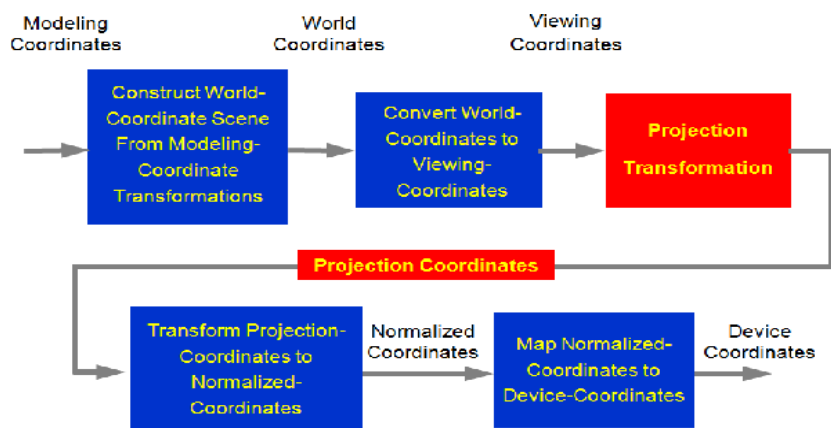 Modeling
Coordinates
World
Coordinates
Viewing
Coordinates
Construct World-
Coordinate Scene
From Modeling-
Coordinate
Transformations
Convert World-
Coordinates to
Viewing-
Coordinates
Projection
Transformation
Projection Coordinates
Transform Projection-
Coordinates to
Normalized-
Coordinates
Normalized
Coordinates
Map Normalized-
Coordinates to
Device-Coordinates
Device
Coordinates